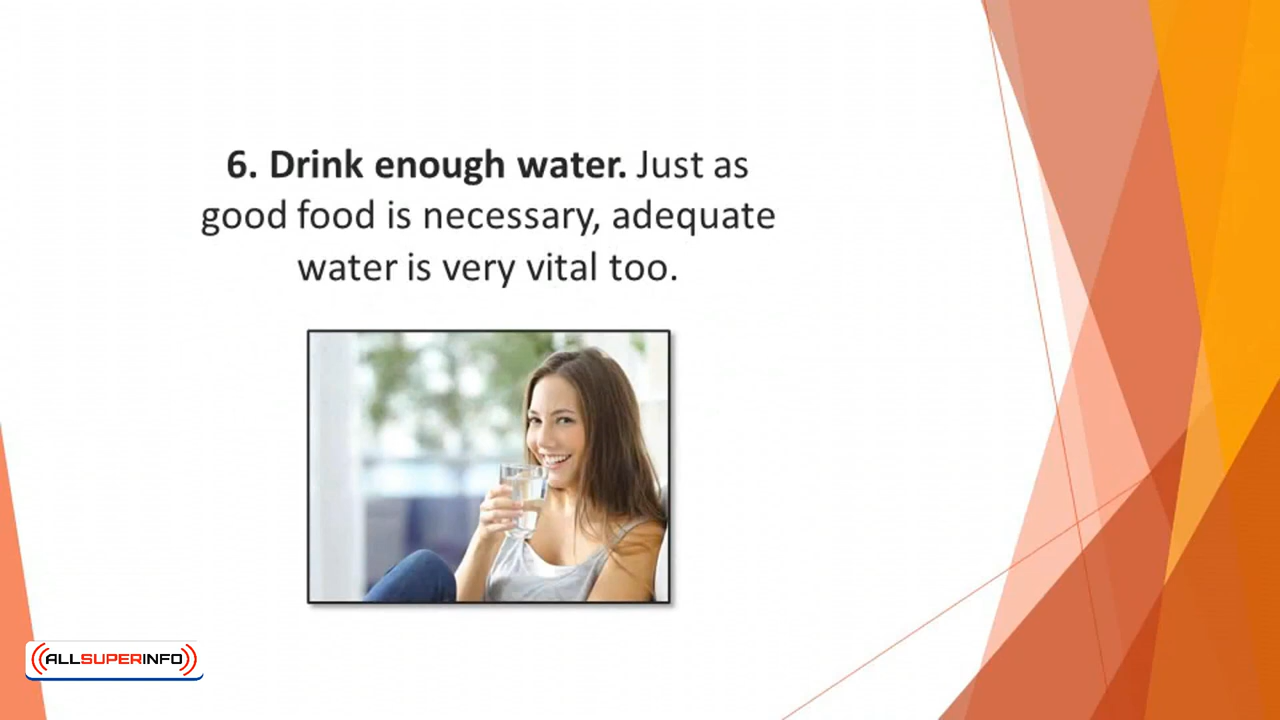 6. Drink enough water. Just as
good food is necessary, adequate
water is very vital too.
ALLSUPERINFO